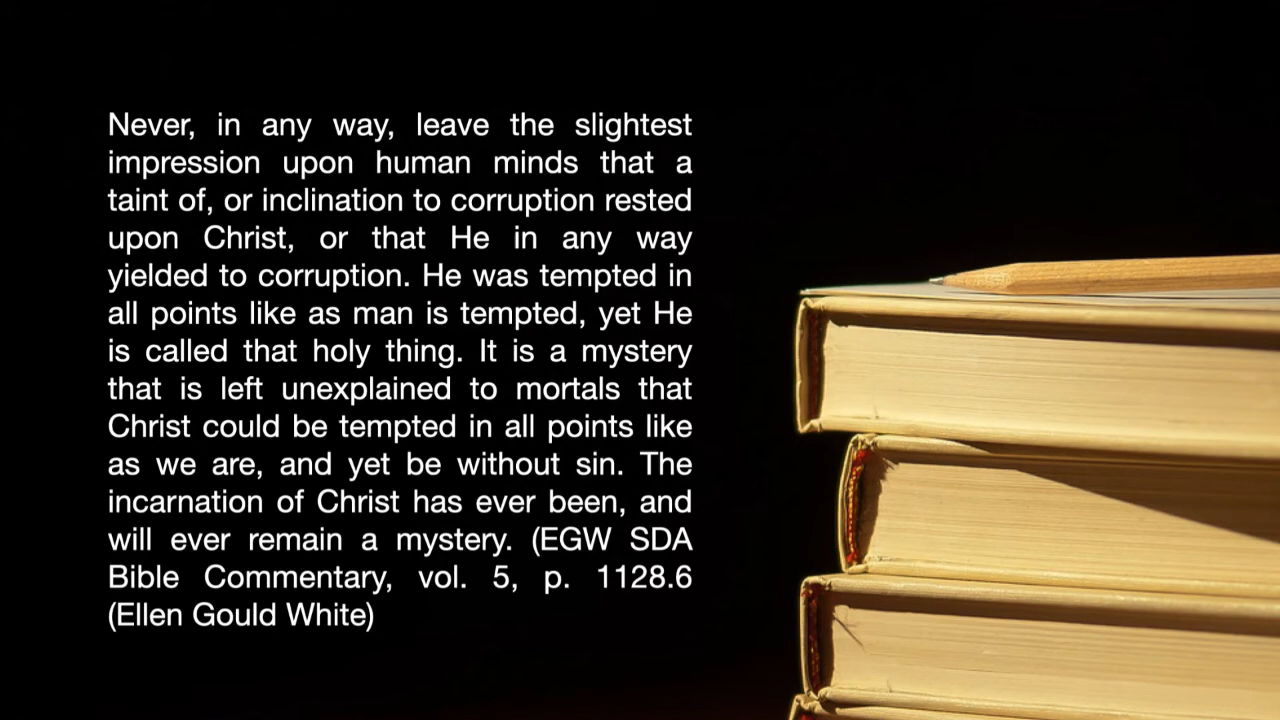 Never, in any way, leave the slightest
impression upon human minds that a
taint of, or inclination to corruption rested
upon Christ, or that He in any way
yielded to corruption. He was tempted in
all points like as man is tempted, yet He
is called that holy thing. It is a mystery
that is left unexplained to mortals that
Christ could be tempted in all points like
as we are, and yet be without sin. The
incarnation of Christ has ever been, and
will ever remain a mystery. (EGW SDA
Bible Commentary, vol. 5, p. 1128.6
(Ellen Gould White)